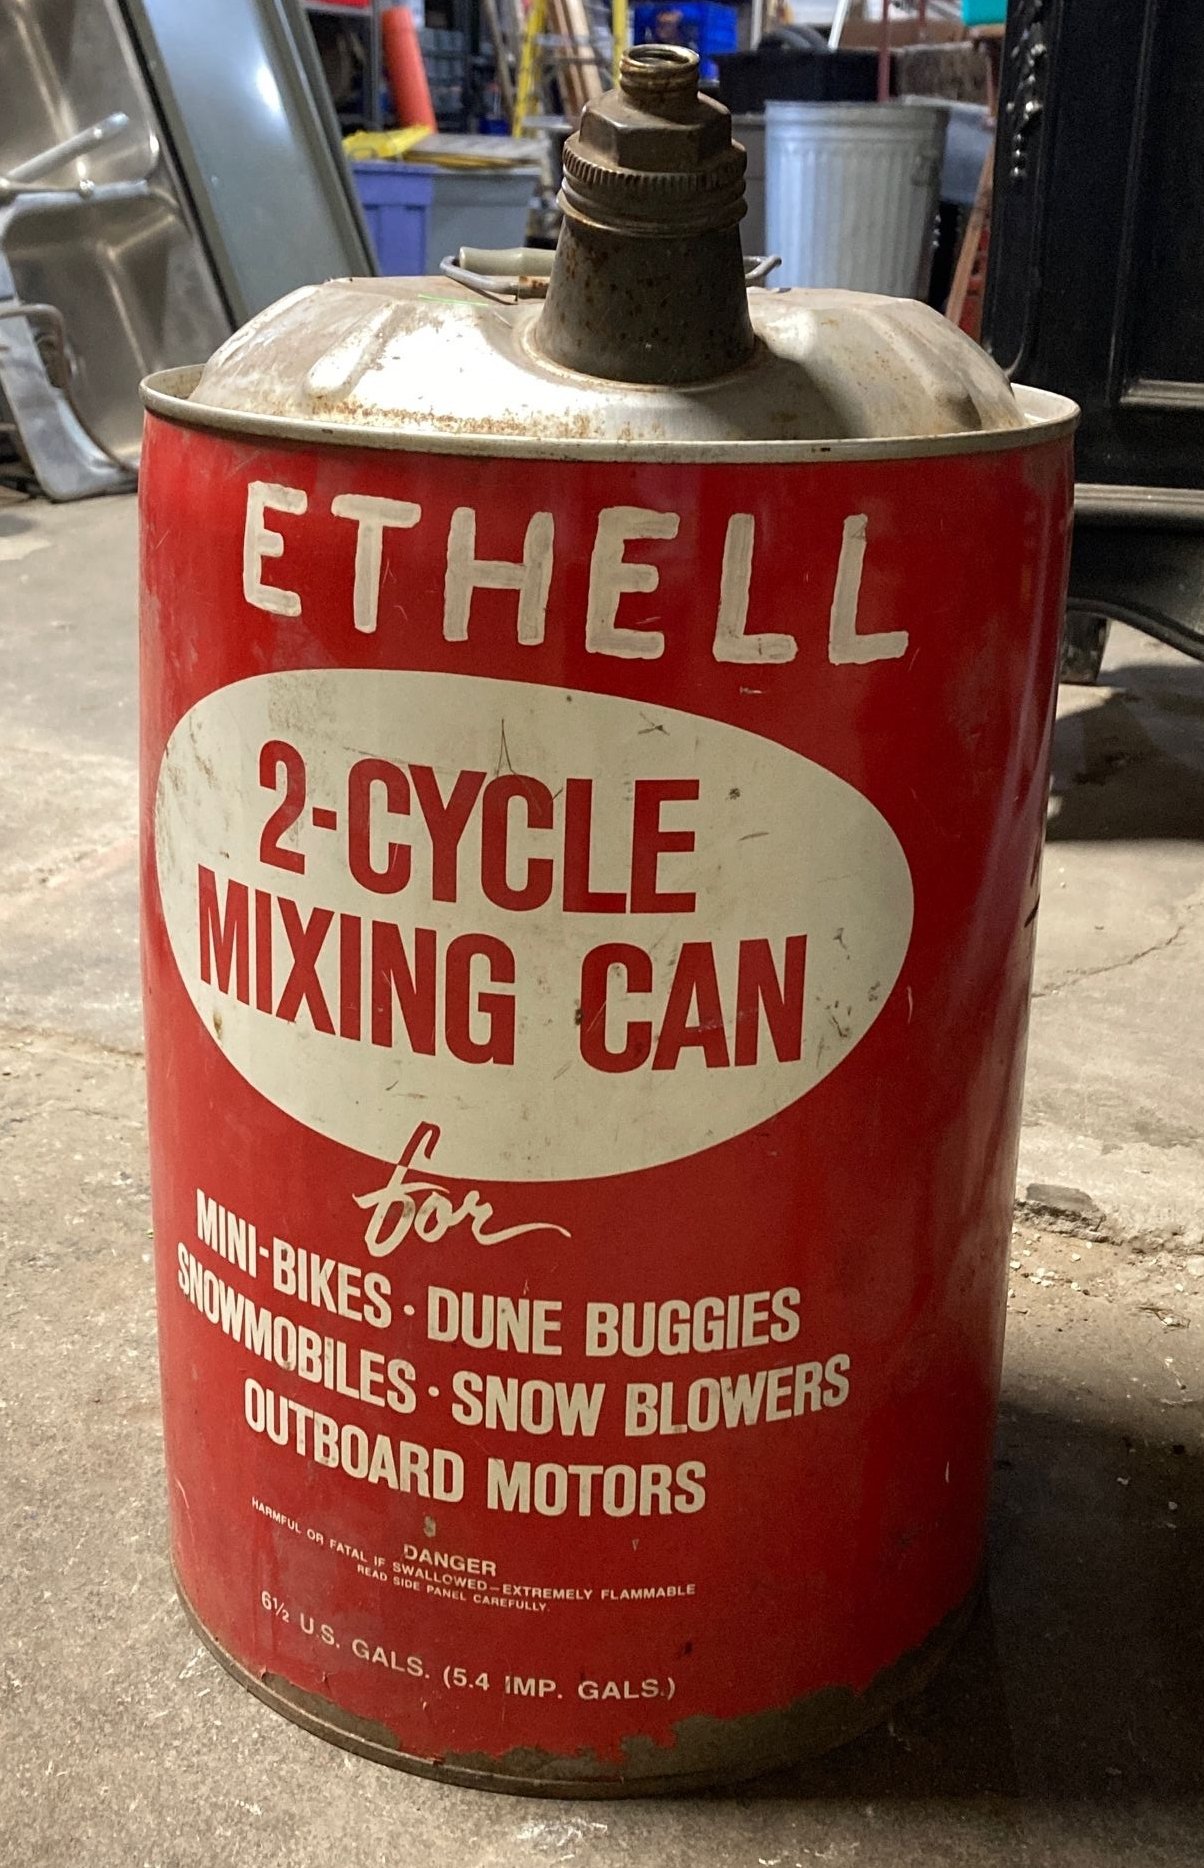 ETHELL
2-CYCLE
MIXING CAN
for
MINI-BIKES · DUNE BUGGIES
SNOWMOBILES · SNOW BLOWERS
OUTBOARD MOTORS
DANGER
HARMFUL OR FATAL IF SWALLOWED–EXTREMELY FLAMMABLE
READ SIDE PANEL CAREFULLY.
6½ U.S. GALS. (5.4 IMP. GALS.)